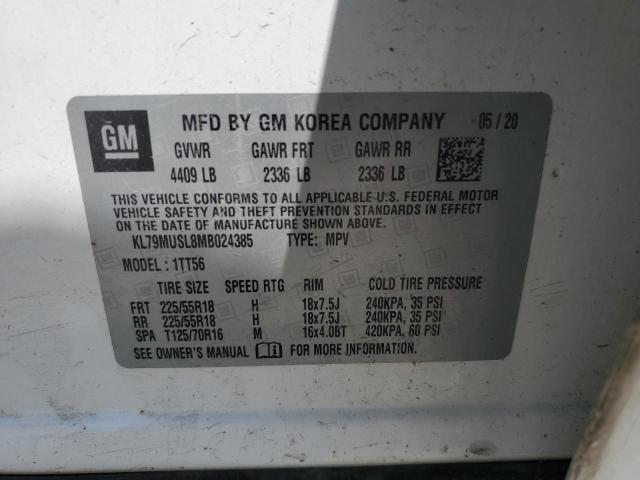 GM
MFD BY GM KOREA COMPANY 05/20
GVWR GAWR FRT GAWR RR
4409 LB 2336 LB 2336 LB
THIS VEHICLE CONFORMS TO ALL APPLICABLE U.S. FEDERAL MOTOR
VEHICLE SAFETY AND THEFT PREVENTION STANDARDS IN EFFECT
ON THE DATE OF MANUFACTURE SHOWN ABOVE.
KL79MUSL8MB024385 TYPE: MPV
MODEL: 1TT56
TIRE SIZE SPEED RTG RIM COLD TIRE PRESSURE
FRT 225/55R18 H 18x7.5J 240KPA, 35 PSI
RR 225/55R18 H 18x7.5J 240KPA, 35 PSI
SPA T125/70R16 M 16x4.0BT 420KPA, 60 PSI
SEE OWNER'S MANUAL FOR MORE INFORMATION.